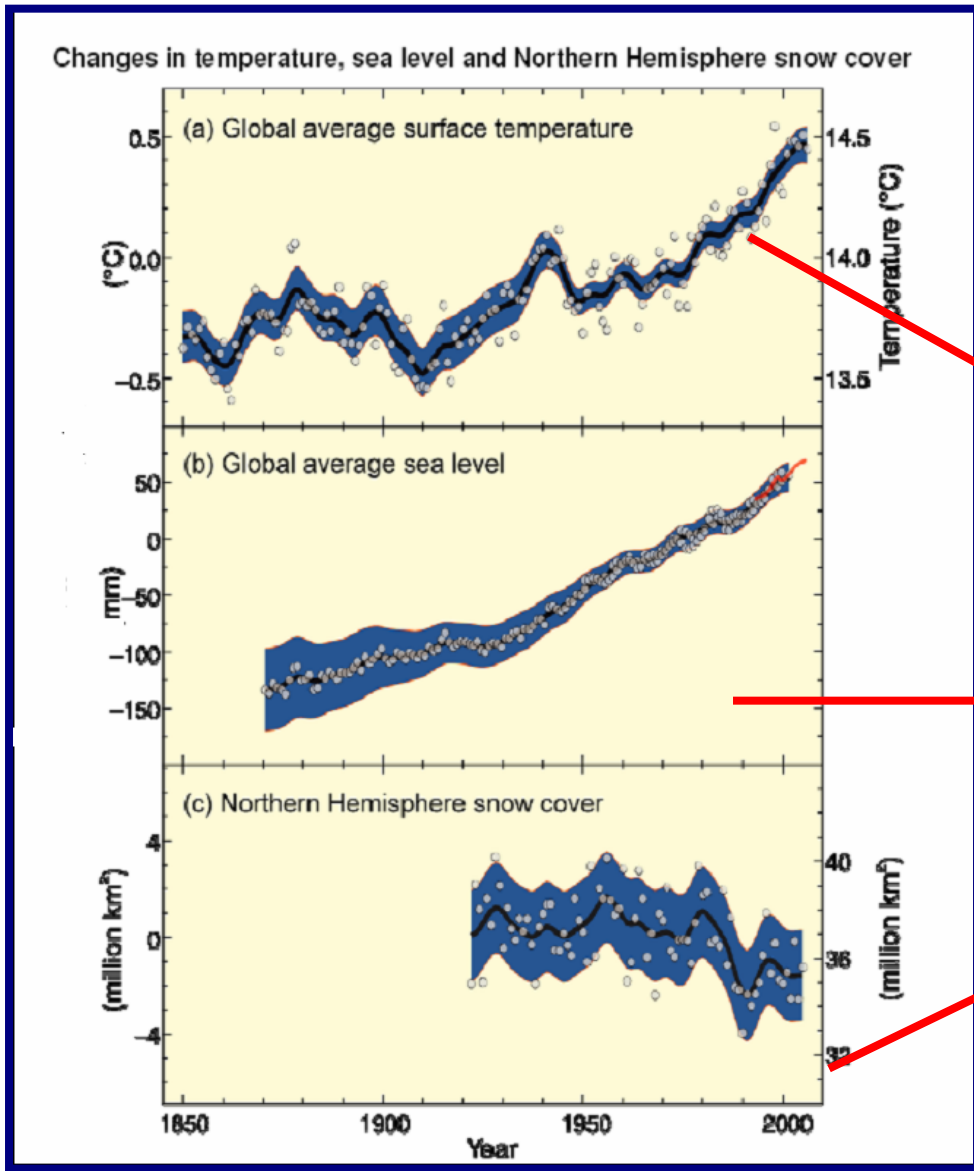 Changes in temperature, sea level and Northern Hemisphere snow cover
(a) Global average surface temperature
0.5
0.0
−0.5
(°C)
14.5
14.0
13.5
Temperature (°C)
(b) Global average sea level
50
0
−50
−100
−150
mm)
(c) Northern Hemisphere snow cover
4
0
−4
(million km²)
40
36
32
(million km²)
1850
1900
1950
2000
Year